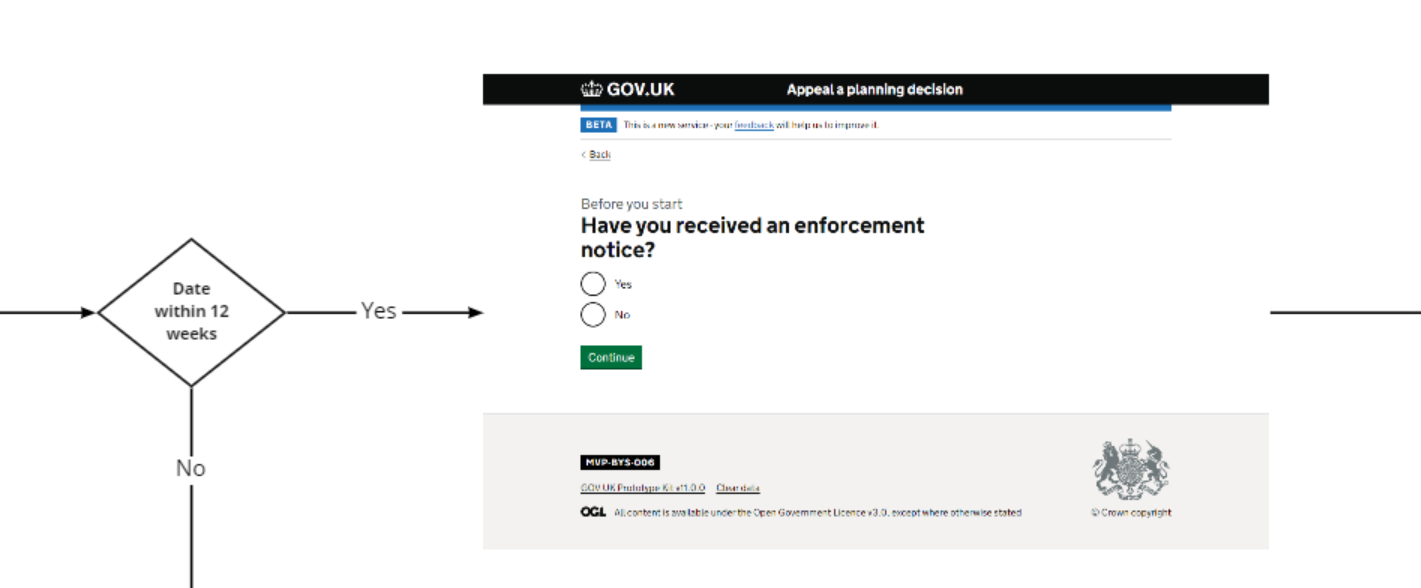 GOV.UK Appeal a planning decision
BETA This is a new service - your feedback will help us to improve it.
< Back
Before you start
Have you received an enforcement
notice?
Date
within 12
weeks
Yes
Yes
No
Continue
No
MVP-BYS-006
GOV.UK Prototype Kit v11.0.0 Clear data
OGL All content is available under the Open Government Licence v3.0, except where otherwise stated
© Crown copyright